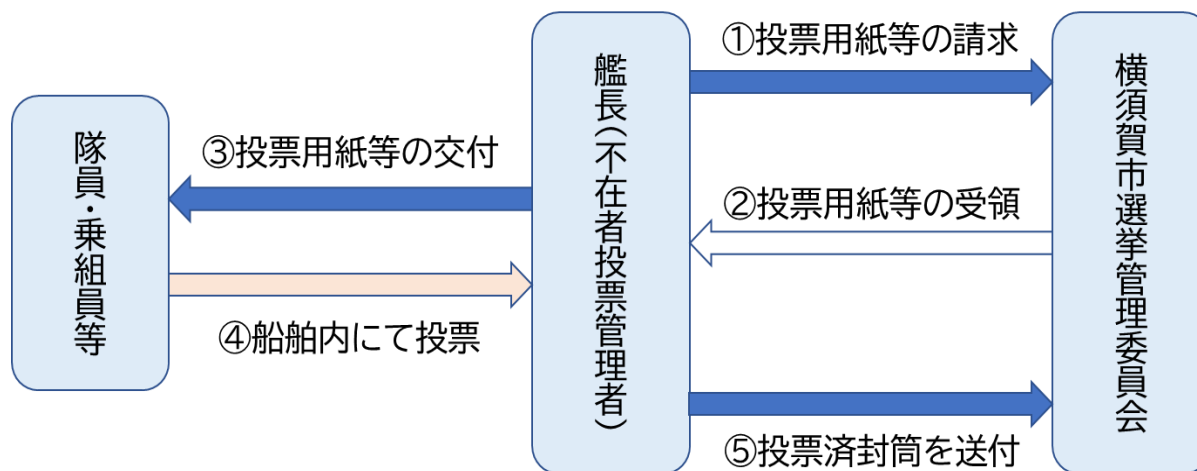 隊員・乗組員等
③投票用紙等の交付
④船舶内にて投票
艦長（不在者投票管理者）
①投票用紙等の請求
②投票用紙等の受領
⑤投票済封筒を送付
横須賀市選挙管理委員会